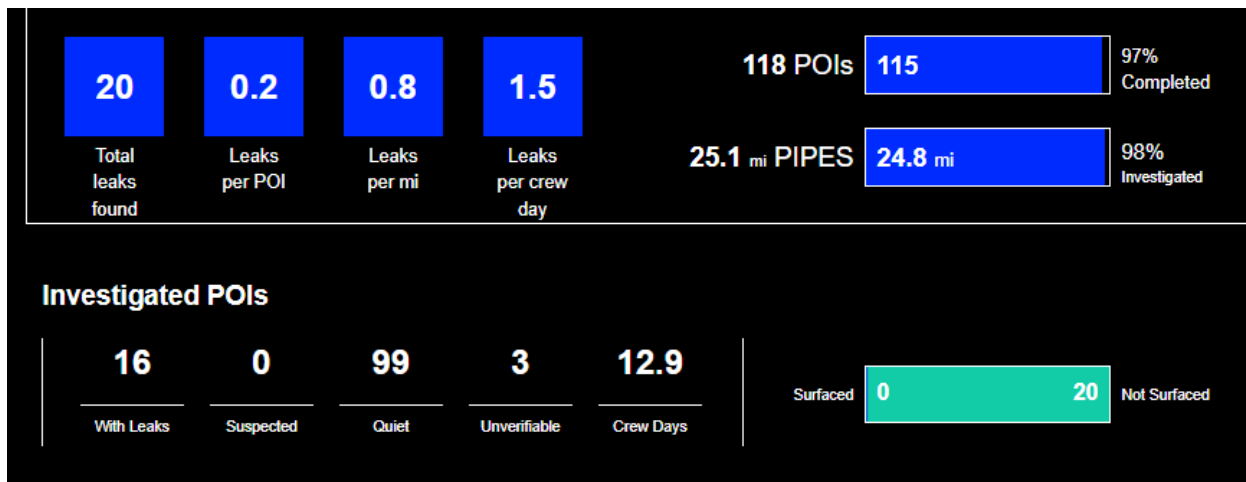 20
Total
leaks
found
0.2
Leaks
per POI
0.8
Leaks
per mi
1.5
Leaks
per crew
day
118 POIs
115
97%
Completed
25.1 mi PIPES
24.8 mi
98%
Investigated
Investigated POIs
16
With Leaks
0
Suspected
99
Quiet
3
Unverifiable
12.9
Crew Days
Surfaced
0
20
Not Surfaced